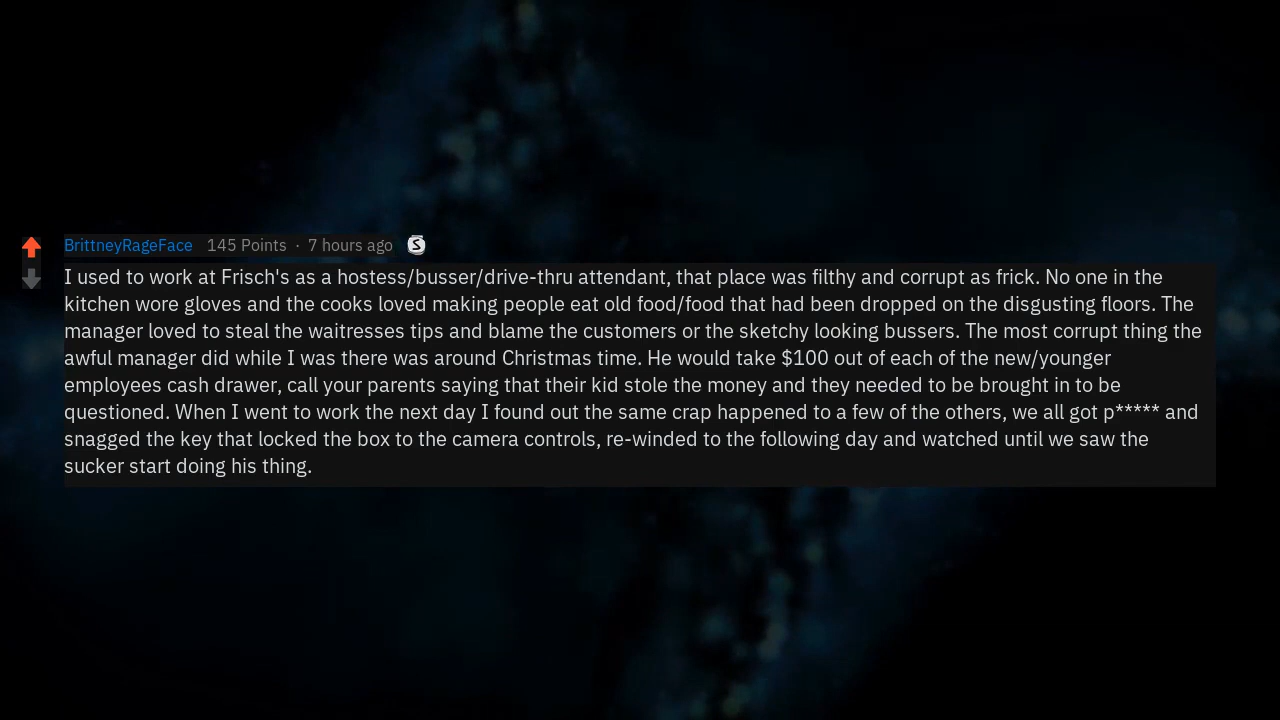 BrittneyRageFace 145 Points · 7 hours ago
I used to work at Frisch's as a hostess/busser/drive-thru attendant, that place was filthy and corrupt as frick. No one in the
kitchen wore gloves and the cooks loved making people eat old food/food that had been dropped on the disgusting floors. The
manager loved to steal the waitresses tips and blame the customers or the sketchy looking bussers. The most corrupt thing the
awful manager did while I was there was around Christmas time. He would take $100 out of each of the new/younger
employees cash drawer, call your parents saying that their kid stole the money and they needed to be brought in to be
questioned. When I went to work the next day I found out the same crap happened to a few of the others, we all got p***** and
snagged the key that locked the box to the camera controls, re-winded to the following day and watched until we saw the
sucker start doing his thing.